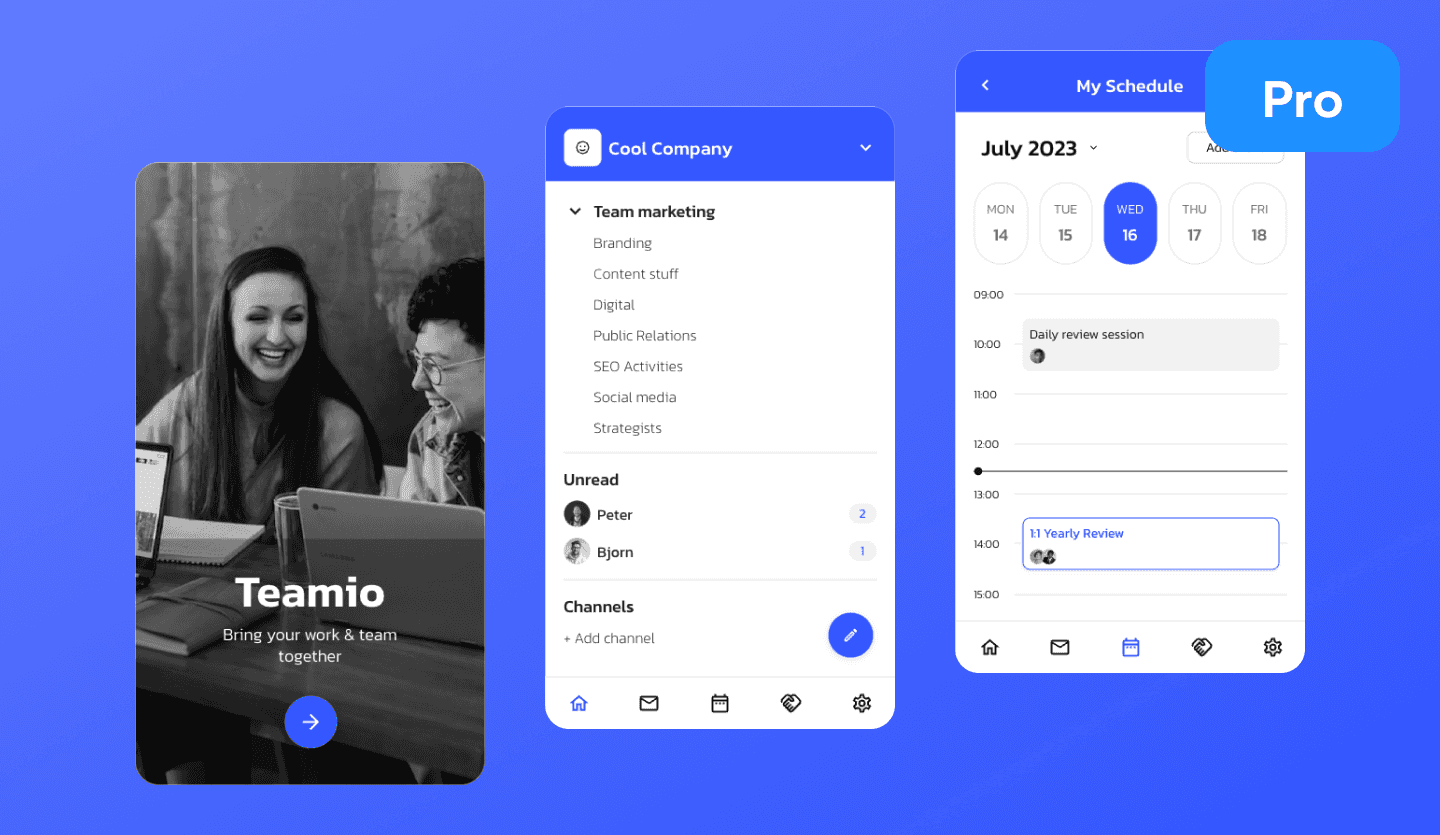 Teamio
Bring your work & team
together
Cool Company
Team marketing
Branding
Content stuff
Digital
Public Relations
SEO Activities
Social media
Strategists
Unread
Peter
2
Bjorn
1
Channels
+ Add channel
My Schedule
Pro
July 2023
MON
TUE
WED
THU
FRI
14
15
16
17
18
09:00
Daily review session
10:00
11:00
12:00
13:00
1:1 Yearly Review
14:00
15:00